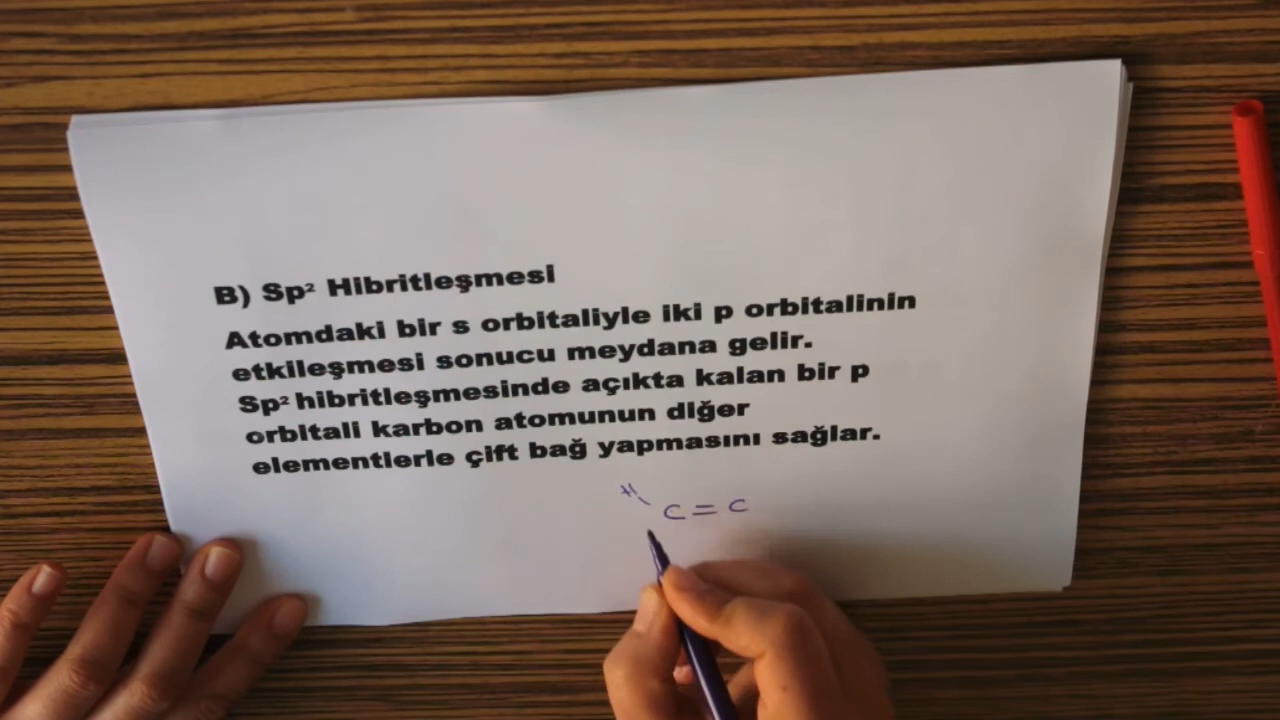 B) Sp² Hibritleşmesi
Atomdaki bir s orbitaliyle iki p orbitalinin
etkileşmesi sonucu meydana gelir.
Sp² hibritleşmesinde açıkta kalan bir p
orbitali karbon atomunun diğer
elementlerle çift bağ yapmasını sağlar.
H\
C = C